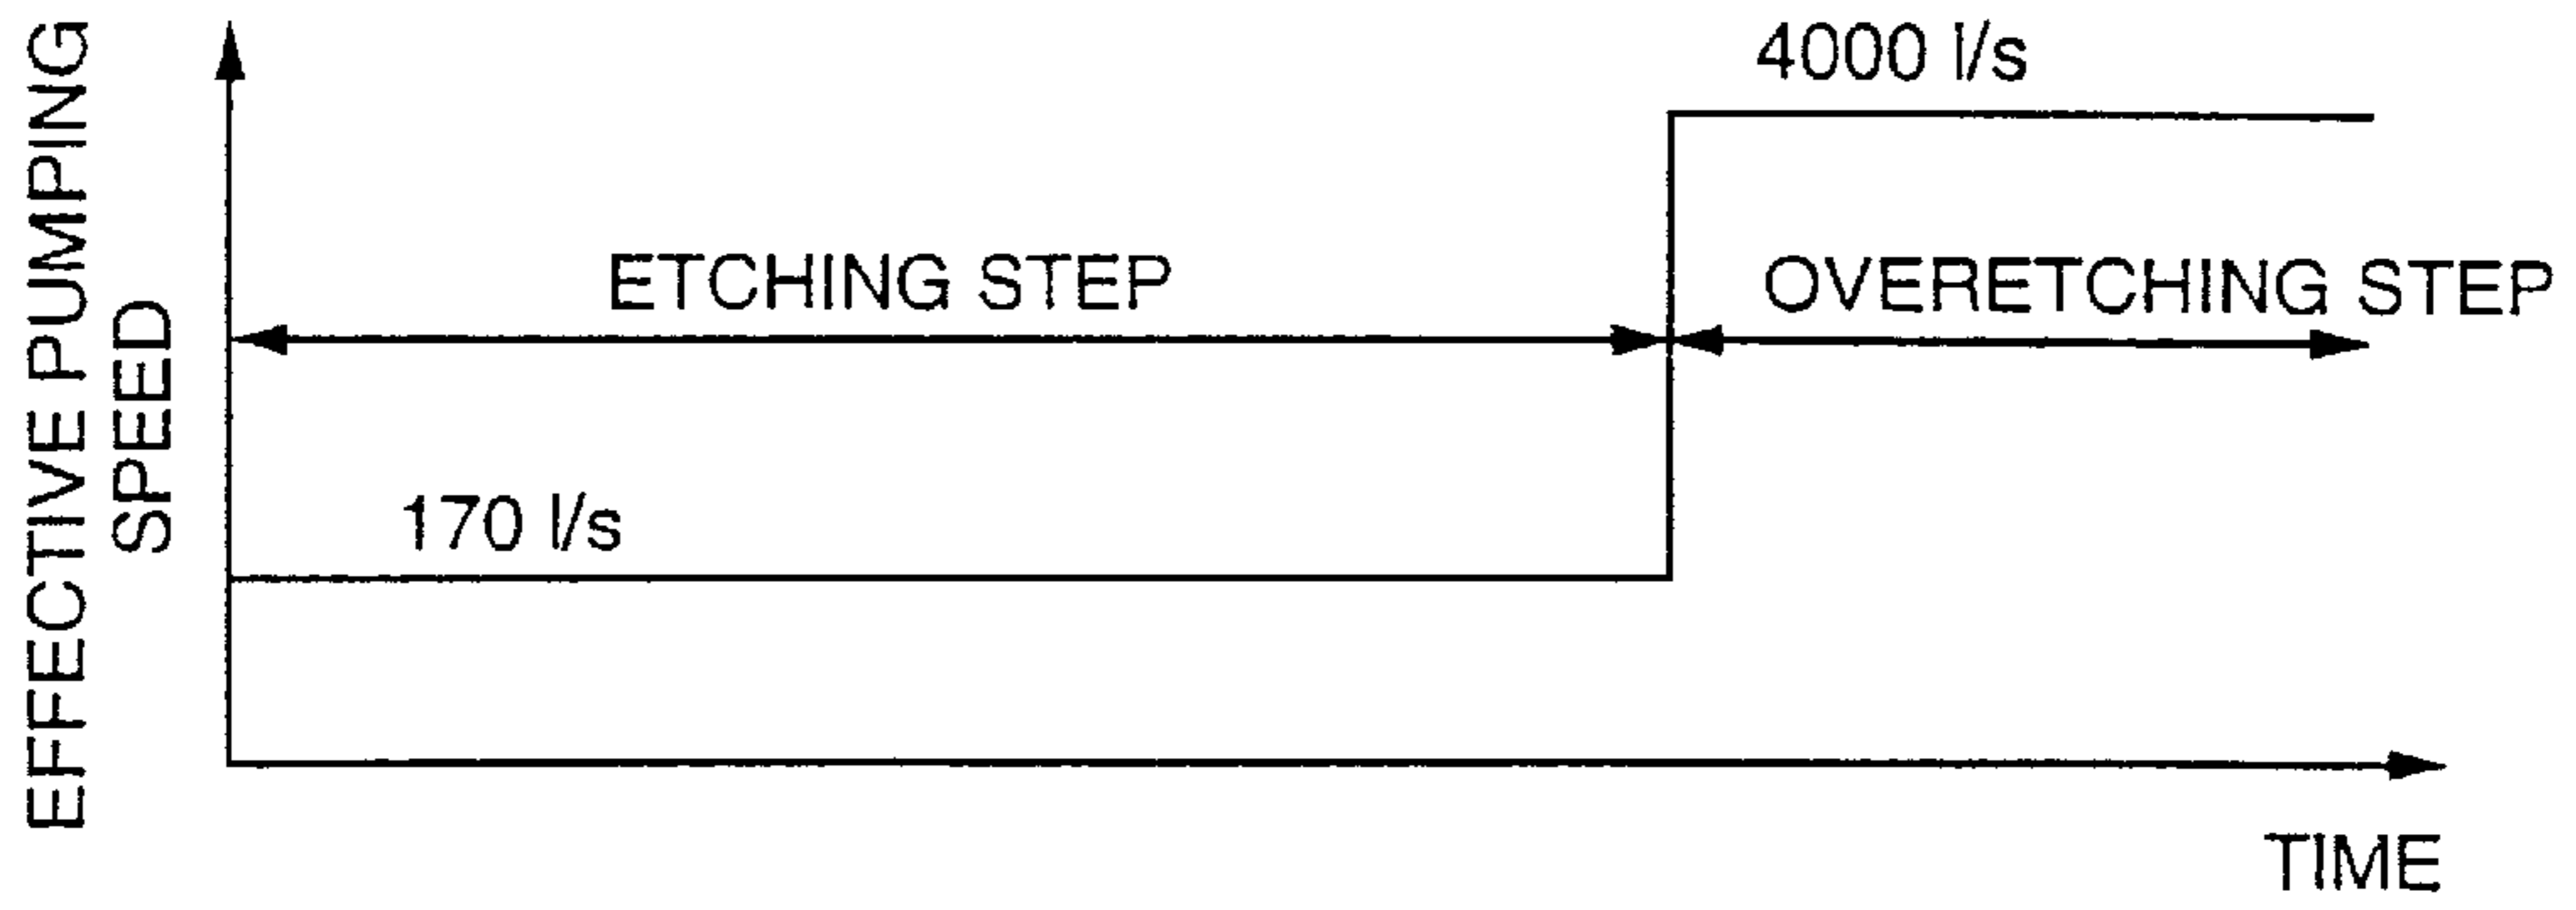 EFFECTIVE PUMPING
SPEED
4000 l/s
ETCHING STEP
OVERETCHING STEP
170 l/s
TIME